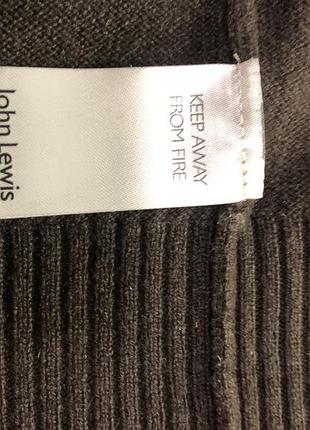 KEEP AWAY
FROM FIRE
John Lewis